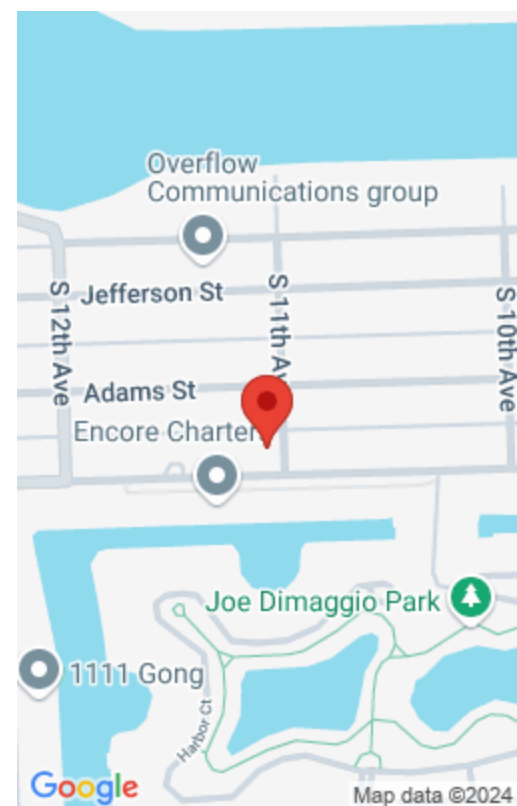 Overflow
Communications group
Jefferson St
S 12th Ave
S 11th Av
S 10th Ave
Adams St
Encore Charter
Joe Dimaggio Park
1111 Gong
Harbor Ct
Google
Map data ©2024